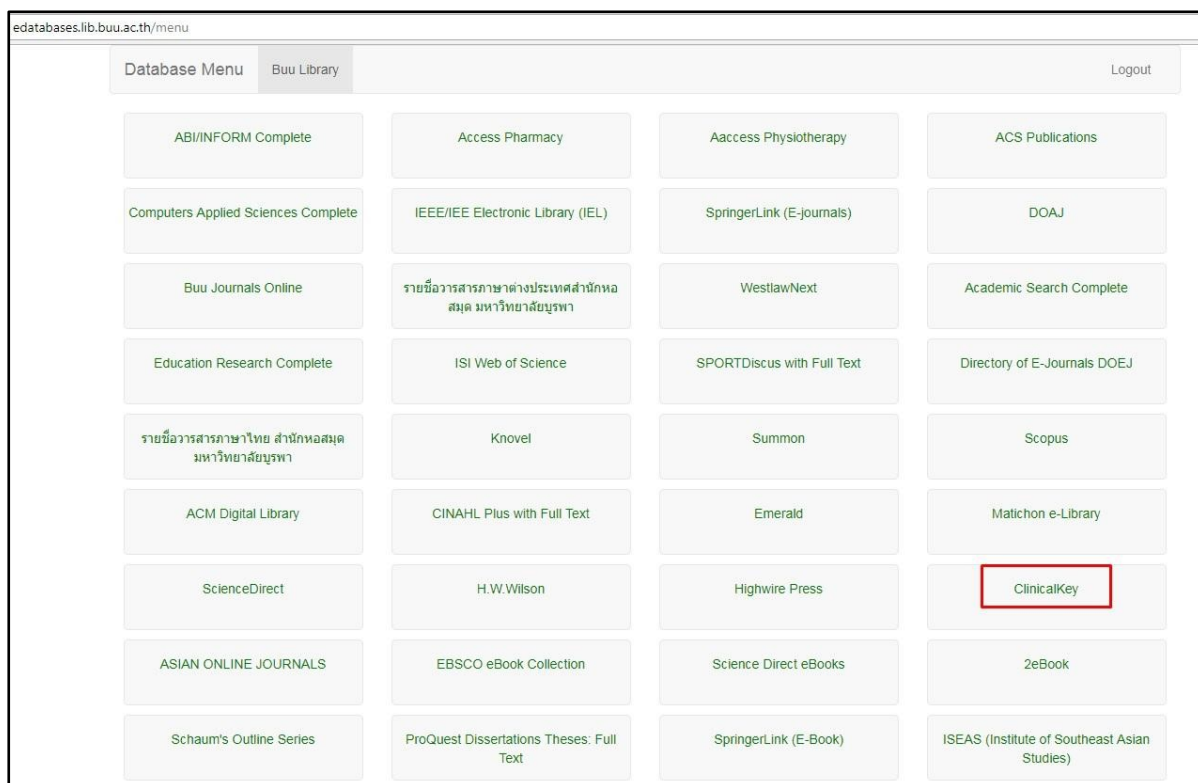 edatabases.lib.buu.ac.th/menu
Database Menu Buu Library Logout
ABI/INFORM Complete
Access Pharmacy
Aaccess Physiotherapy
ACS Publications
Computers Applied Sciences Complete
IEEE/IEE Electronic Library (IEL)
SpringerLink (E-journals)
DOAJ
Buu Journals Online
รายชื่อวารสารภาษาต่างประเทศสำนักหอ
สมุด มหาวิทยาลัยบูรพา
WestlawNext
Academic Search Complete
Education Research Complete
ISI Web of Science
SPORTDiscus with Full Text
Directory of E-Journals DOEJ
รายชื่อวารสารภาษาไทย สำนักหอสมุด
มหาวิทยาลัยบูรพา
Knovel
Summon
Scopus
ACM Digital Library
CINAHL Plus with Full Text
Emerald
Matichon e-Library
ScienceDirect
H.W.Wilson
Highwire Press
ClinicalKey
ASIAN ONLINE JOURNALS
EBSCO eBook Collection
Science Direct eBooks
2eBook
Schaum's Outline Series
ProQuest Dissertations Theses: Full
Text
SpringerLink (E-Book)
ISEAS (Institute of Southeast Asian
Studies)